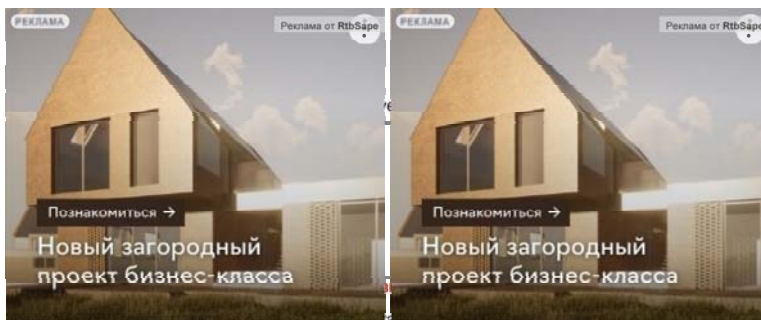 РЕКЛАМА
Реклама от RtbSape
Познакомиться →
Новый загородный
проект бизнес-класса
РЕКЛАМА
Реклама от RtbSape
Познакомиться →
Новый загородный
проект бизнес-класса